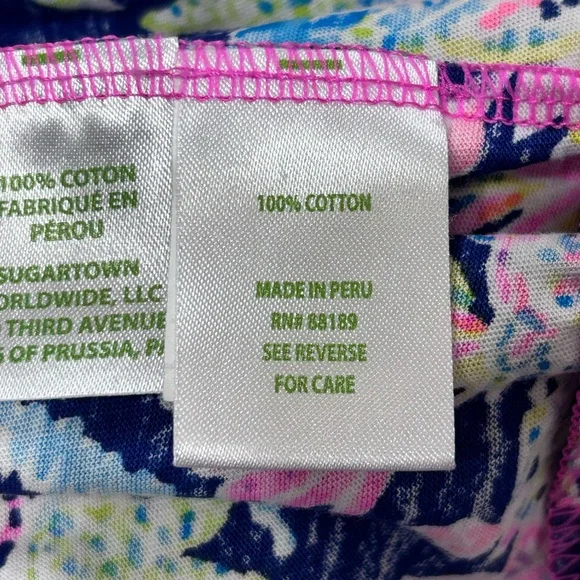 100% COTON
FABRIQUÉ EN
PÉROU
SUGARTOWN
WORLDWIDE, LLC
THIRD AVENUE
OF PRUSSIA,
100% COTTON
MADE IN PERU
RN# 88189
SEE REVERSE
FOR CARE